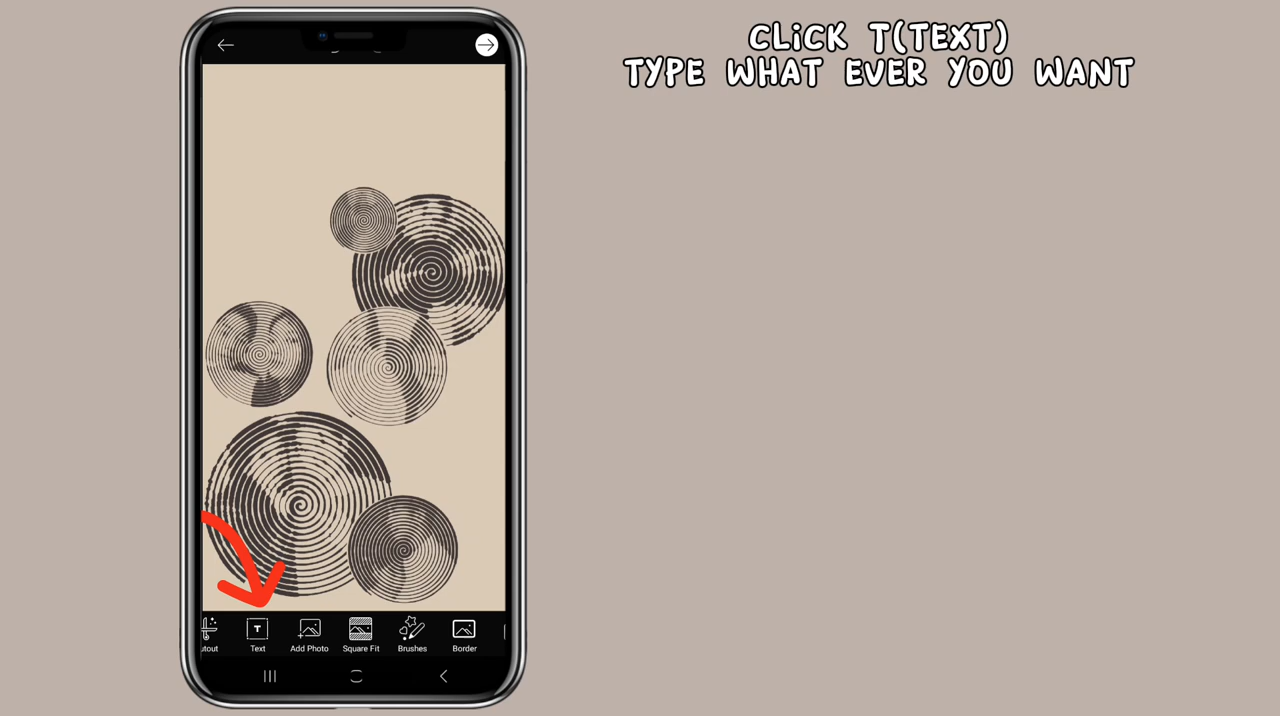 CLiCK T(TEXT)
TYPE WHAT EVER YOU WANT
T
utout Text Add Photo Square Fit Brushes Border